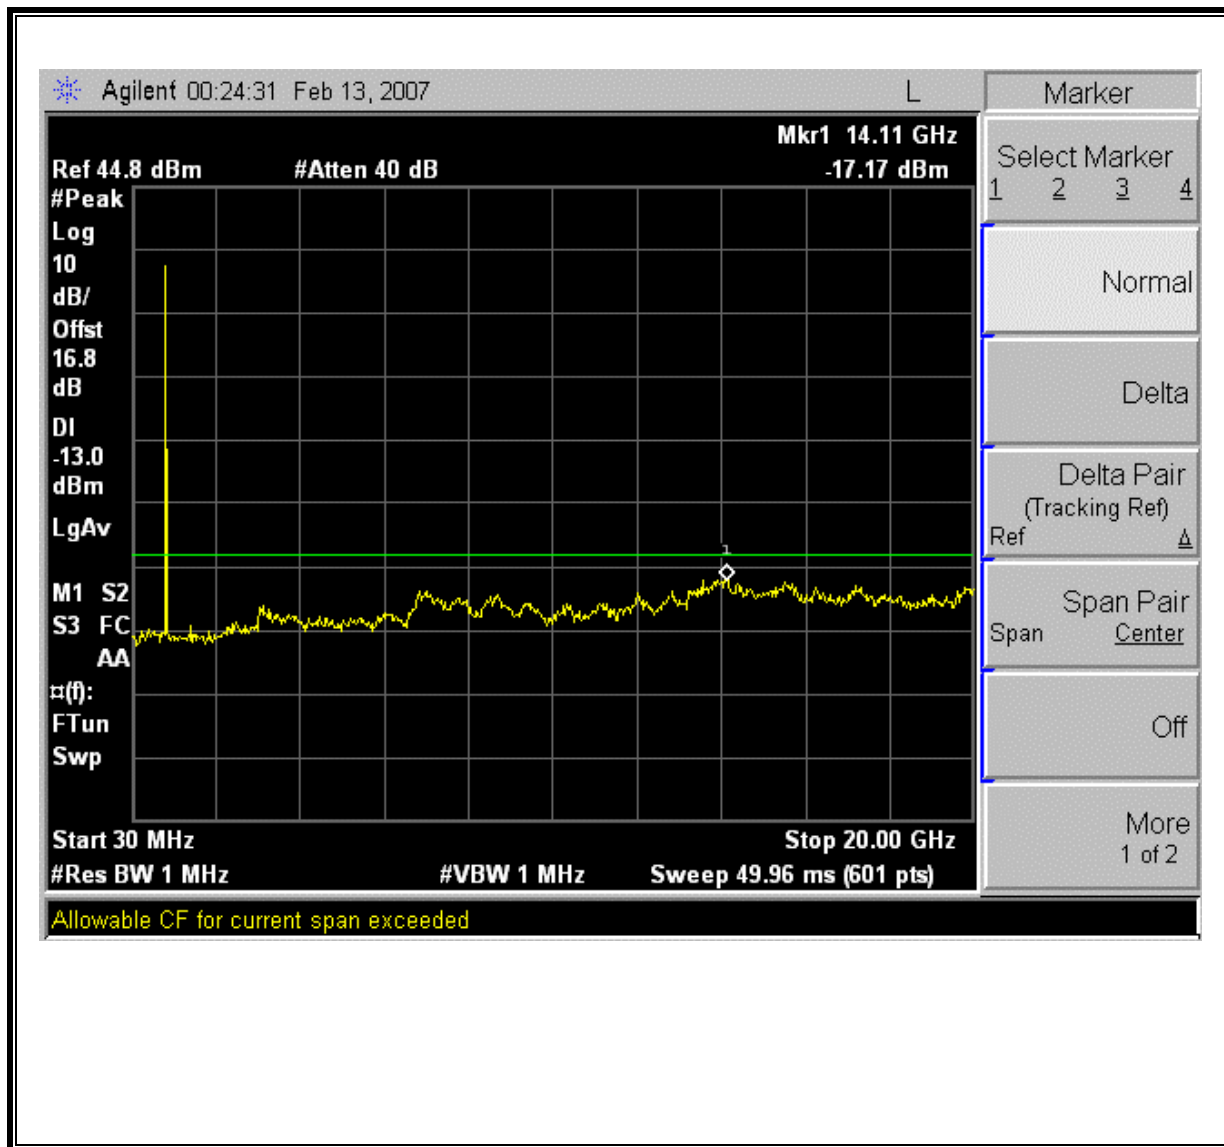 Agilent 00:24:31 Feb 13, 2007 L
Mkr1 14.11 GHz
Ref 44.8 dBm #Atten 40 dB -17.17 dBm
#Peak
Log
10
dB/
Offst
16.8
dB
DI
-13.0
dBm
LgAv
1
M1 S2
S3 FC
AA
¤(f):
FTun
Swp
Start 30 MHz Stop 20.00 GHz
#Res BW 1 MHz #VBW 1 MHz Sweep 49.96 ms (601 pts)
Allowable CF for current span exceeded
Marker
Select Marker
1 2 3 4
Normal
Delta
Delta Pair
(Tracking Ref)
Ref Δ
Span Pair
Span Center
Off
More
1 of 2